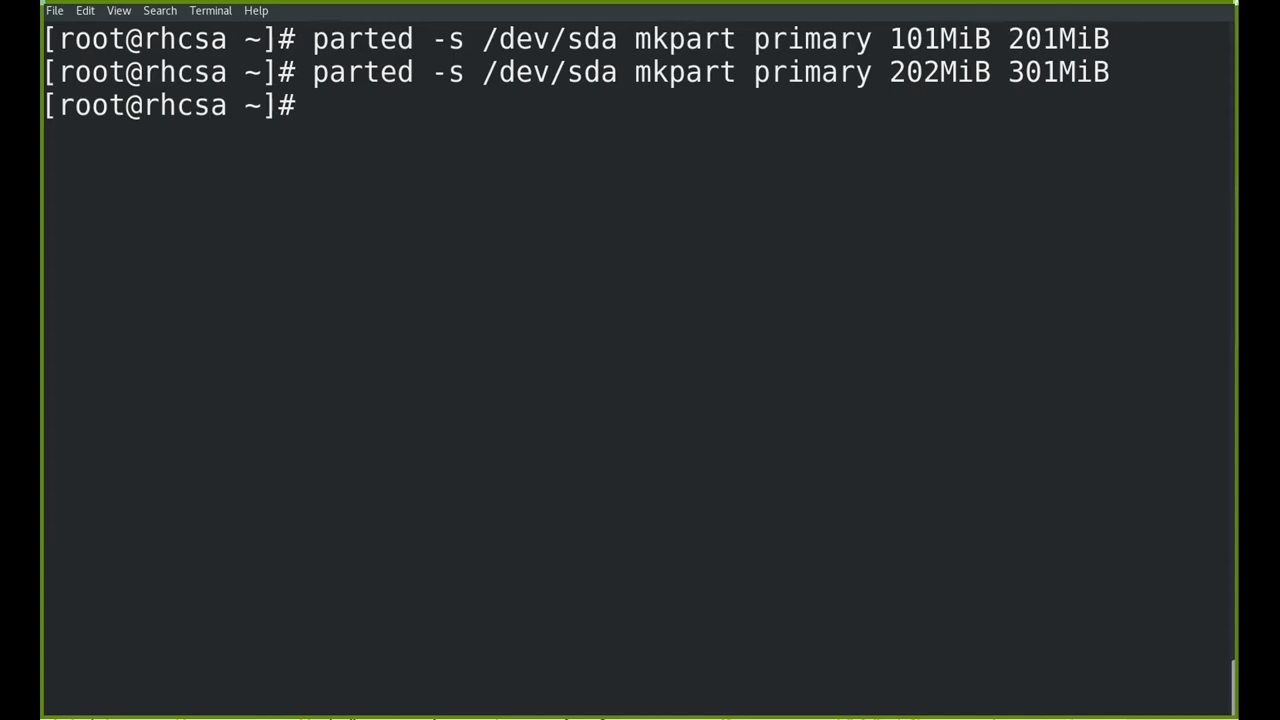 File Edit View Search Terminal Help
[root@rhcsa ~]# parted -s /dev/sda mkpart primary 101MiB 201MiB
[root@rhcsa ~]# parted -s /dev/sda mkpart primary 202MiB 301MiB
[root@rhcsa ~]#